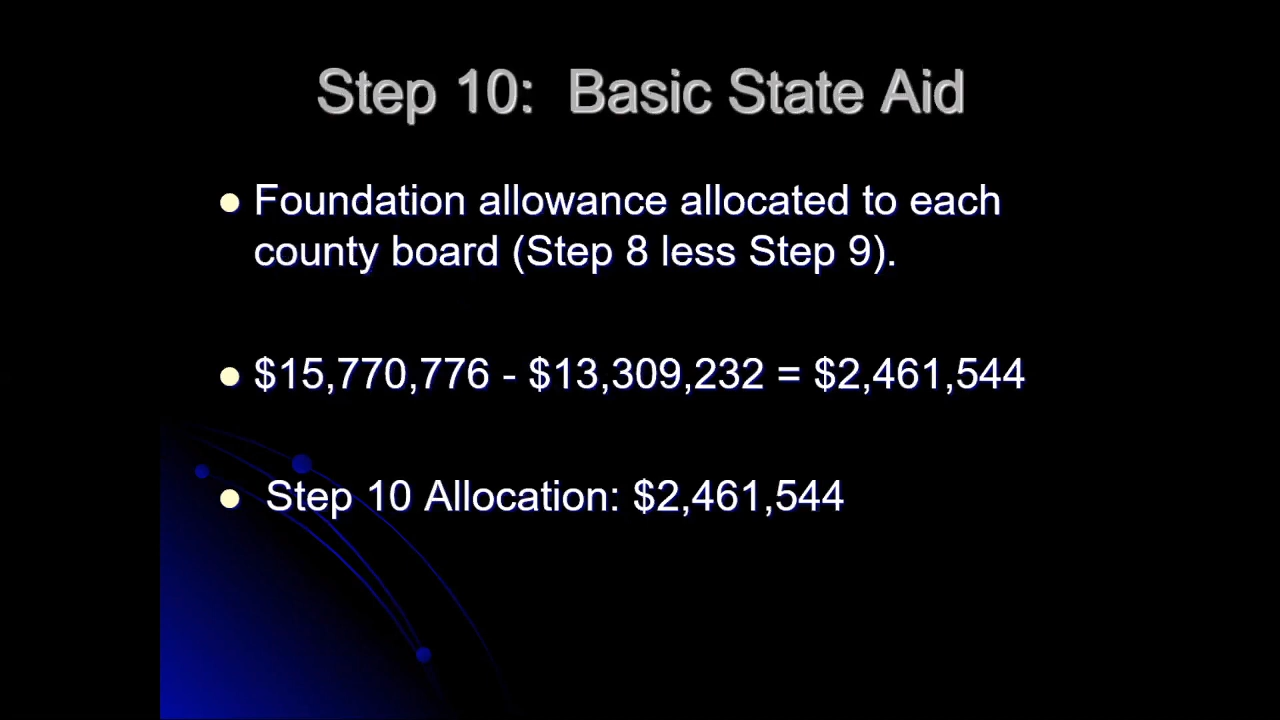 Step 10:  Basic State Aid
Foundation allowance allocated to each
county board (Step 8 less Step 9).
$15,770,776 - $13,309,232 = $2,461,544
Step 10 Allocation: $2,461,544